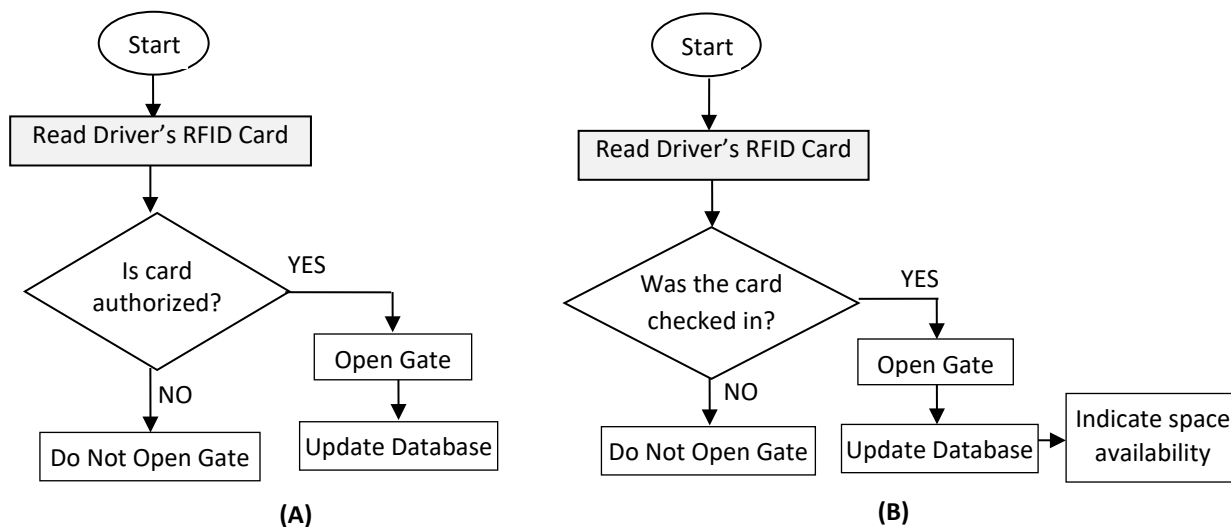 Start
Read Driver’s RFID Card
Is card
authorized?
YES
Open Gate
NO
Update Database
Do Not Open Gate
(A)
Start
Read Driver’s RFID Card
Was the card
checked in?
YES
Open Gate
NO
Update Database
Indicate space
availability
Do Not Open Gate
(B)